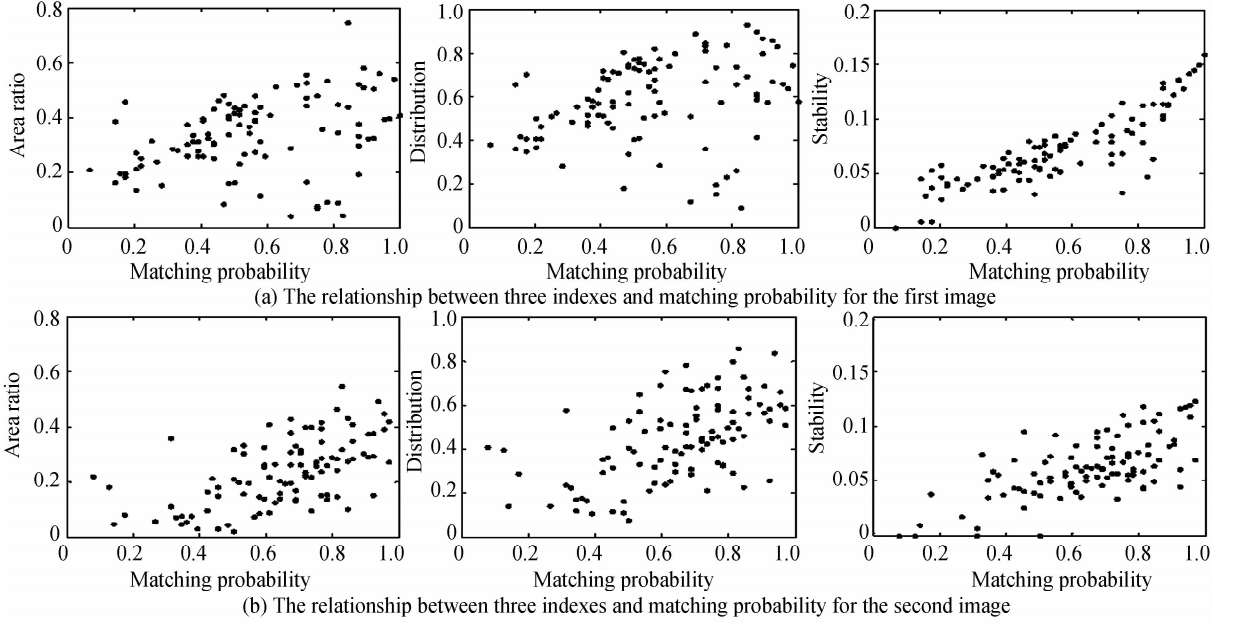 0.8
0.6
0.4
0.2
0
Area ratio
0 0.2 0.4 0.6 0.8 1.0
Matching probability
1.0
0.8
0.6
0.4
0.2
0
Distribution
0 0.2 0.4 0.6 0.8 1.0
Matching probability
0.2
0.15
0.1
0.05
0
Stability
0 0.2 0.4 0.6 0.8 1.0
Matching probability
(a) The relationship between three indexes and matching probability for the first image
0.8
0.6
0.4
0.2
0
Area ratio
0 0.2 0.4 0.6 0.8 1.0
Matching probability
1.0
0.8
0.6
0.4
0.2
0
Distribution
0 0.2 0.4 0.6 0.8 1.0
Matching probability
0.2
0.15
0.1
0.05
0
Stability
0 0.2 0.4 0.6 0.8 1.0
Matching probability
(b) The relationship between three indexes and matching probability for the second image